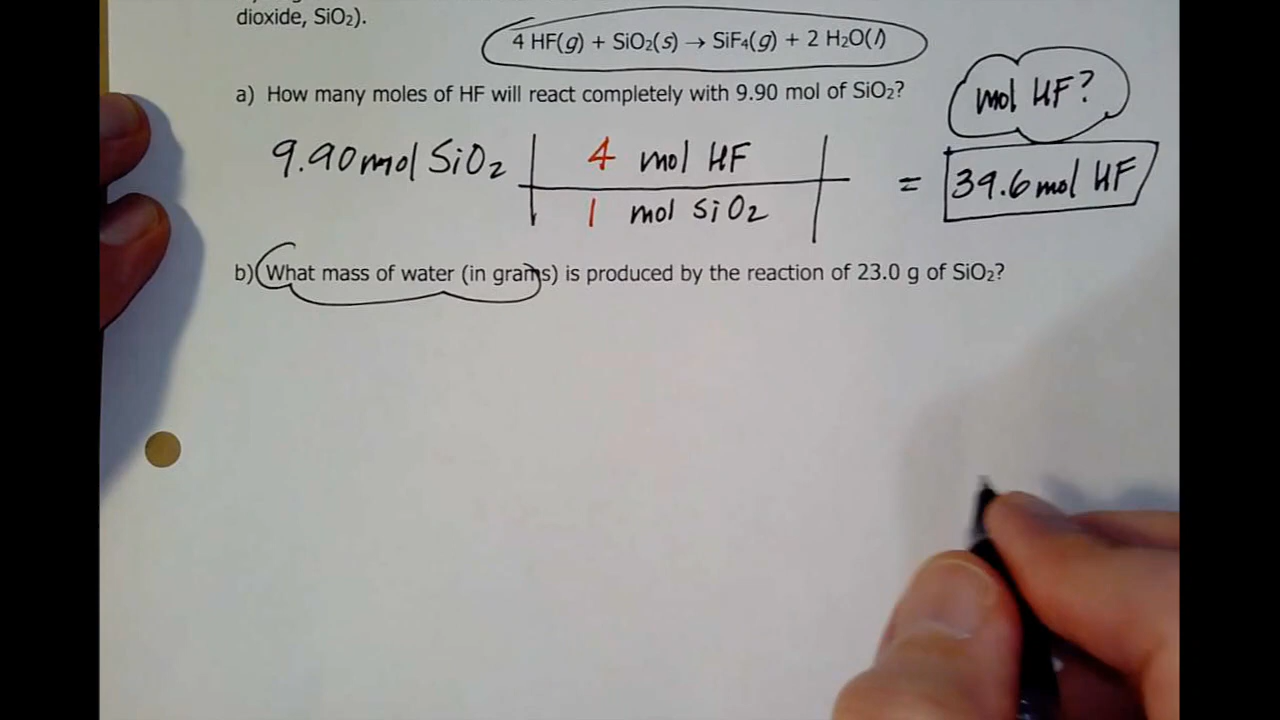 dioxide, SiO₂).
4 HF(g) + SiO₂(s) → SiF₄(g) + 2 H₂O(l)
a) How many moles of HF will react completely with 9.90 mol of SiO₂?
mol HF?
9.90 mol SiO₂ | 4 mol HF
1 mol SiO₂
= 39.6 mol HF
b) What mass of water (in grams) is produced by the reaction of 23.0 g of SiO₂?